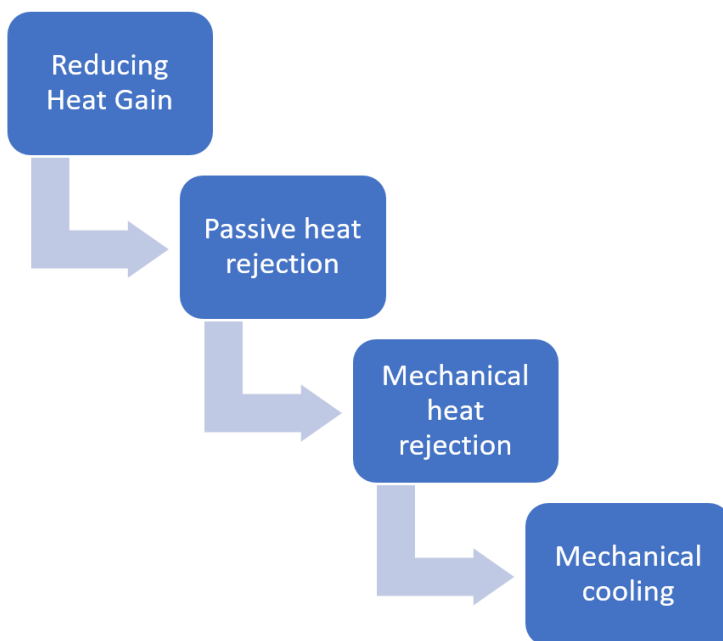 Reducing
Heat Gain
Passive heat
rejection
Mechanical
heat
rejection
Mechanical
cooling